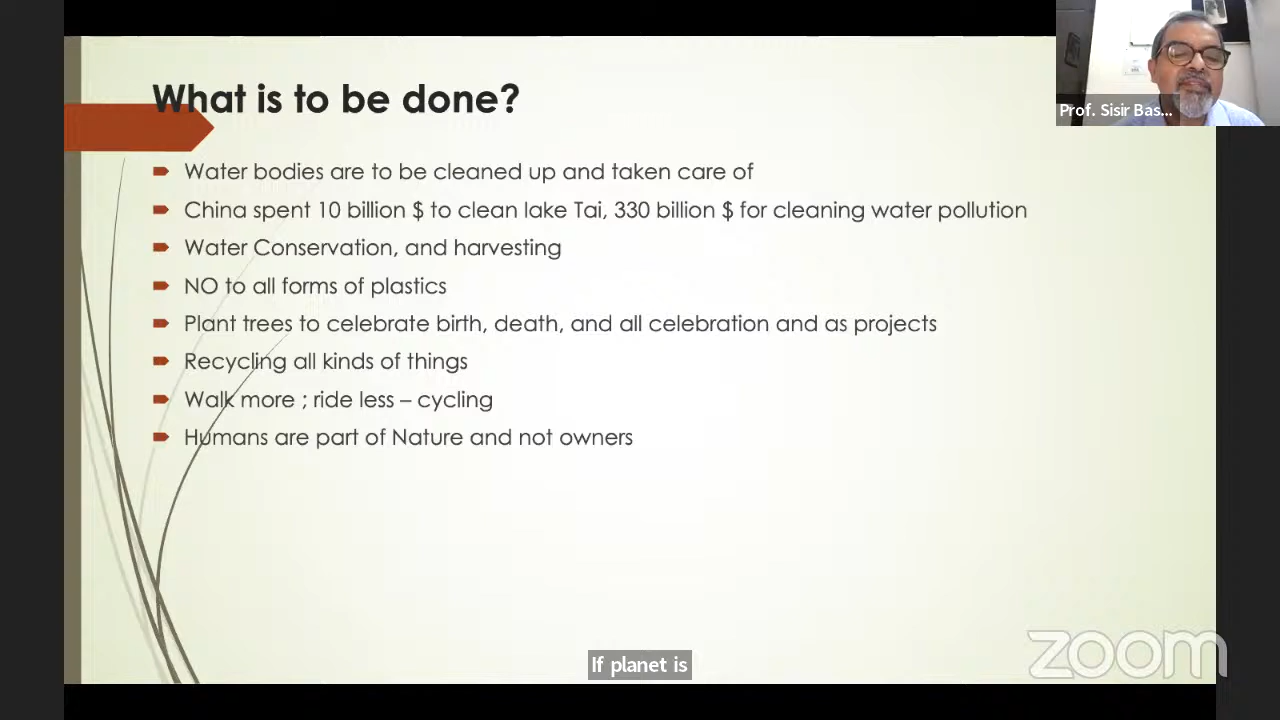 What is to be done?
Prof. Sisir Bas...
Water bodies are to be cleaned up and taken care of
China spent 10 billion $ to clean lake Tai, 330 billion $ for cleaning water pollution
Water Conservation, and harvesting
NO to all forms of plastics
Plant trees to celebrate birth, death, and all celebration and as projects
Recycling all kinds of things
Walk more ; ride less – cycling
Humans are part of Nature and not owners
If planet is
zoom